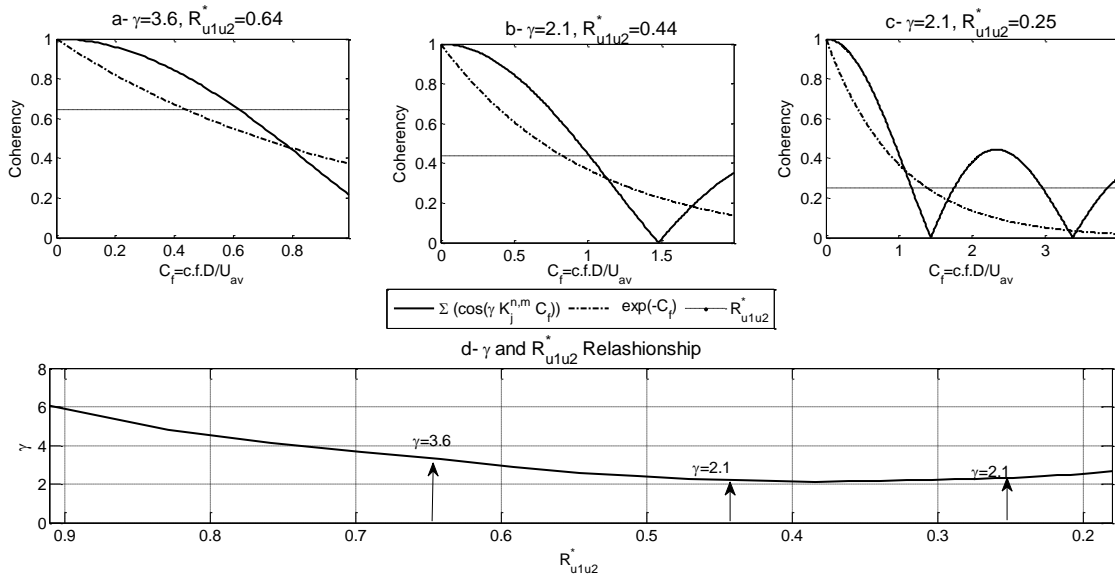 a- γ=3.6, R*u1u2=0.64
b- γ=2.1, R*u1u2=0.44
c- γ=2.1, R*u1u2=0.25
Coherency
1
0.8
0.6
0.4
0.2
0
0 0.2 0.4 0.6 0.8
Cf=c.f.D/Uav
Coherency
1
0.8
0.6
0.4
0.2
0
0 0.5 1 1.5
Cf=c.f.D/Uav
Coherency
1
0.8
0.6
0.4
0.2
0
0 1 2 3
Cf=c.f.D/Uav
Σ (cos(γ Kjn,m Cf)) exp(-Cf) R*u1u2
d- γ and R*u1u2 Relashionship
γ
8
6
4
2
0
γ=3.6
γ=2.1
γ=2.1
0.9 0.8 0.7 0.6 0.5 0.4 0.3 0.2
R*u1u2